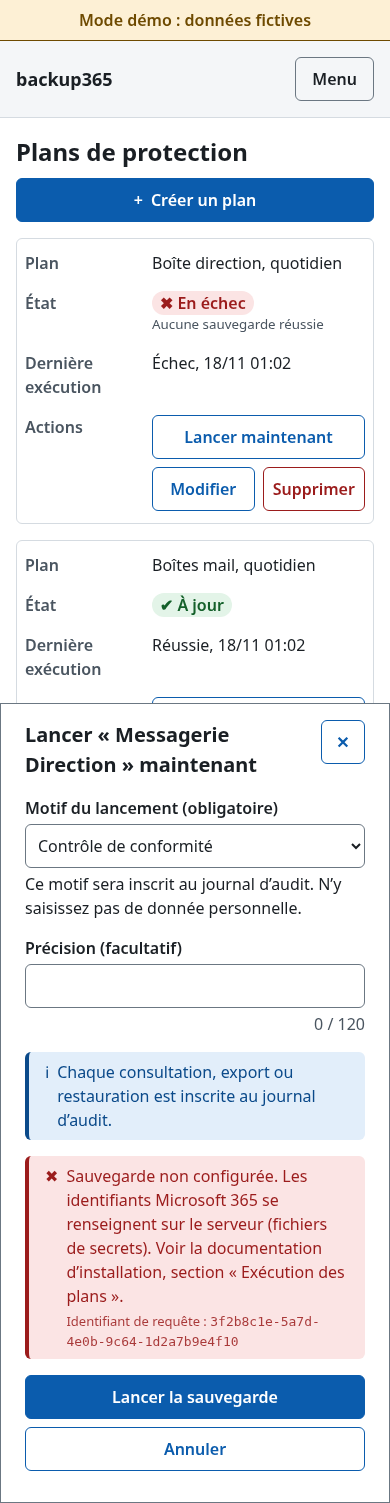 Mode démo : données fictives
backup365
Menu
Plans de protection
+ Créer un plan
Plan
Boîte direction, quotidien
État
✖ En échec
Aucune sauvegarde réussie
Dernière
exécution
Échec, 18/11 01:02
Actions
Lancer maintenant
Modifier
Supprimer
Plan
Boîtes mail, quotidien
État
✔ À jour
Dernière
exécution
Réussie, 18/11 01:02
Lancer « Messagerie
Direction » maintenant
✕
Motif du lancement (obligatoire)
Contrôle de conformité
Ce motif sera inscrit au journal d’audit. N’y
saisissez pas de donnée personnelle.
Précision (facultatif)
0 / 120
i Chaque consultation, export ou
restauration est inscrite au journal
d’audit.
✖ Sauvegarde non configurée. Les
identifiants Microsoft 365 se
renseignent sur le serveur (fichiers
de secrets). Voir la documentation
d’installation, section « Exécution des
plans ».
Identifiant de requête : 3f2b8c1e-5a7d-
4e0b-9c64-1d2a7b9e4f10
Lancer la sauvegarde
Annuler